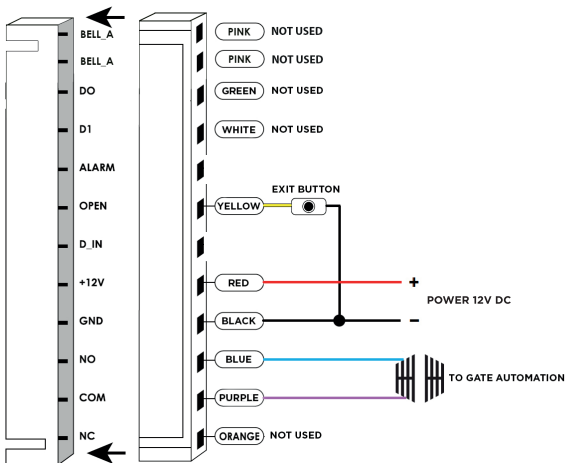 BELL_A PINK NOT USED
BELL_A PINK NOT USED
DO GREEN NOT USED
D1 WHITE NOT USED
ALARM
EXIT BUTTON
OPEN YELLOW
D_IN
+12V RED +
POWER 12V DC
GND BLACK –
NO BLUE
TO GATE AUTOMATION
COM PURPLE
NC ORANGE NOT USED